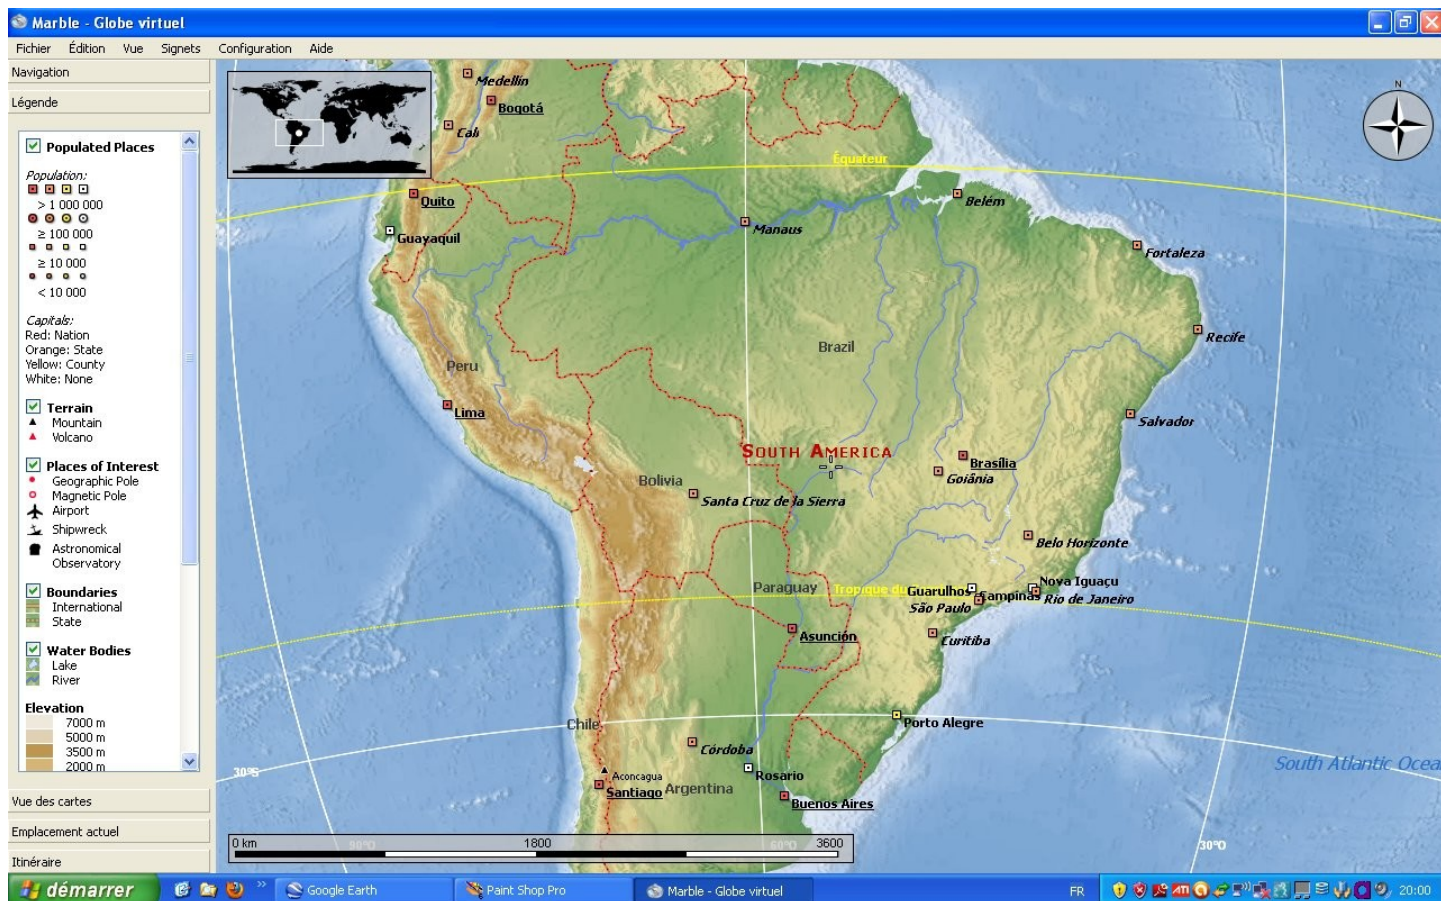 Marble - Globe virtuel
Fichier Édition Vue Signets Configuration Aide
Navigation
Légende
Populated Places
Population:
> 1 000 000
≥ 100 000
≥ 10 000
< 10 000
Capitals:
Red: Nation
Orange: State
Yellow: County
White: None
Terrain
Mountain
Volcano
Places of Interest
Geographic Pole
Magnetic Pole
Airport
Shipwreck
Astronomical
Observatory
Boundaries
International
State
Water Bodies
Lake
River
Elevation
7000 m
5000 m
3500 m
2000 m
Vue des cartes
Emplacement actuel
Itinéraire
N
Medellin
Bogotá
Cali
Équateur
Quito
Belém
Manaus
Guayaquil
Fortaleza
Recife
Brazil
Peru
Lima
Salvador
SOUTH AMERICA
Brasília
Goiânia
Bolivia
Santa Cruz de la Sierra
Belo Horizonte
Paraguay
Tropique du
Guarulhos
Campinas
Nova Iguaçu
São Paulo
Rio de Janeiro
Asunción
Curitiba
Chile
Porto Alegre
Córdoba
30°S
Aconcagua
Rosario
South Atlantic Ocea
Santiago
Argentina
Buenos Aires
0 km 1800 3600
90°O 60°O 30°O
démarrer
Google Earth
Paint Shop Pro
Marble - Globe virtuel
FR
ATI
20:00